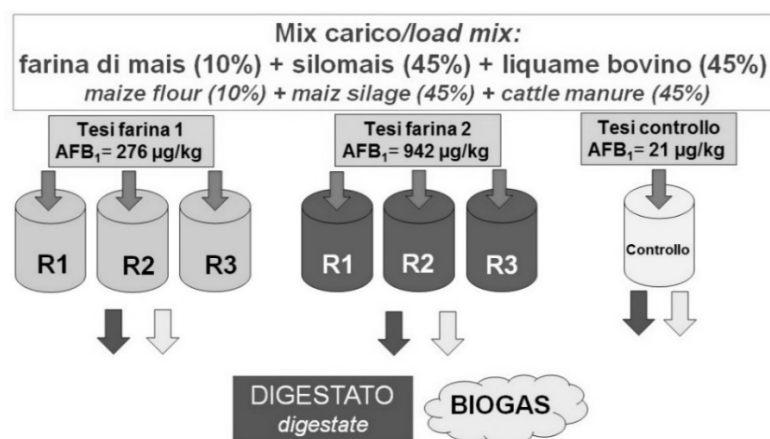 Mix carico/load mix:
farina di mais (10%) + silomais (45%) + liquame bovino (45%)
maize flour (10%) + maiz silage (45%) + cattle manure (45%)
Tesi farina 1
AFB₁= 276 µg/kg
Tesi farina 2
AFB₁= 942 µg/kg
Tesi controllo
AFB₁= 21 µg/kg
R1
R2
R3
R1
R2
R3
Controllo
DIGESTATO
digestate
BIOGAS